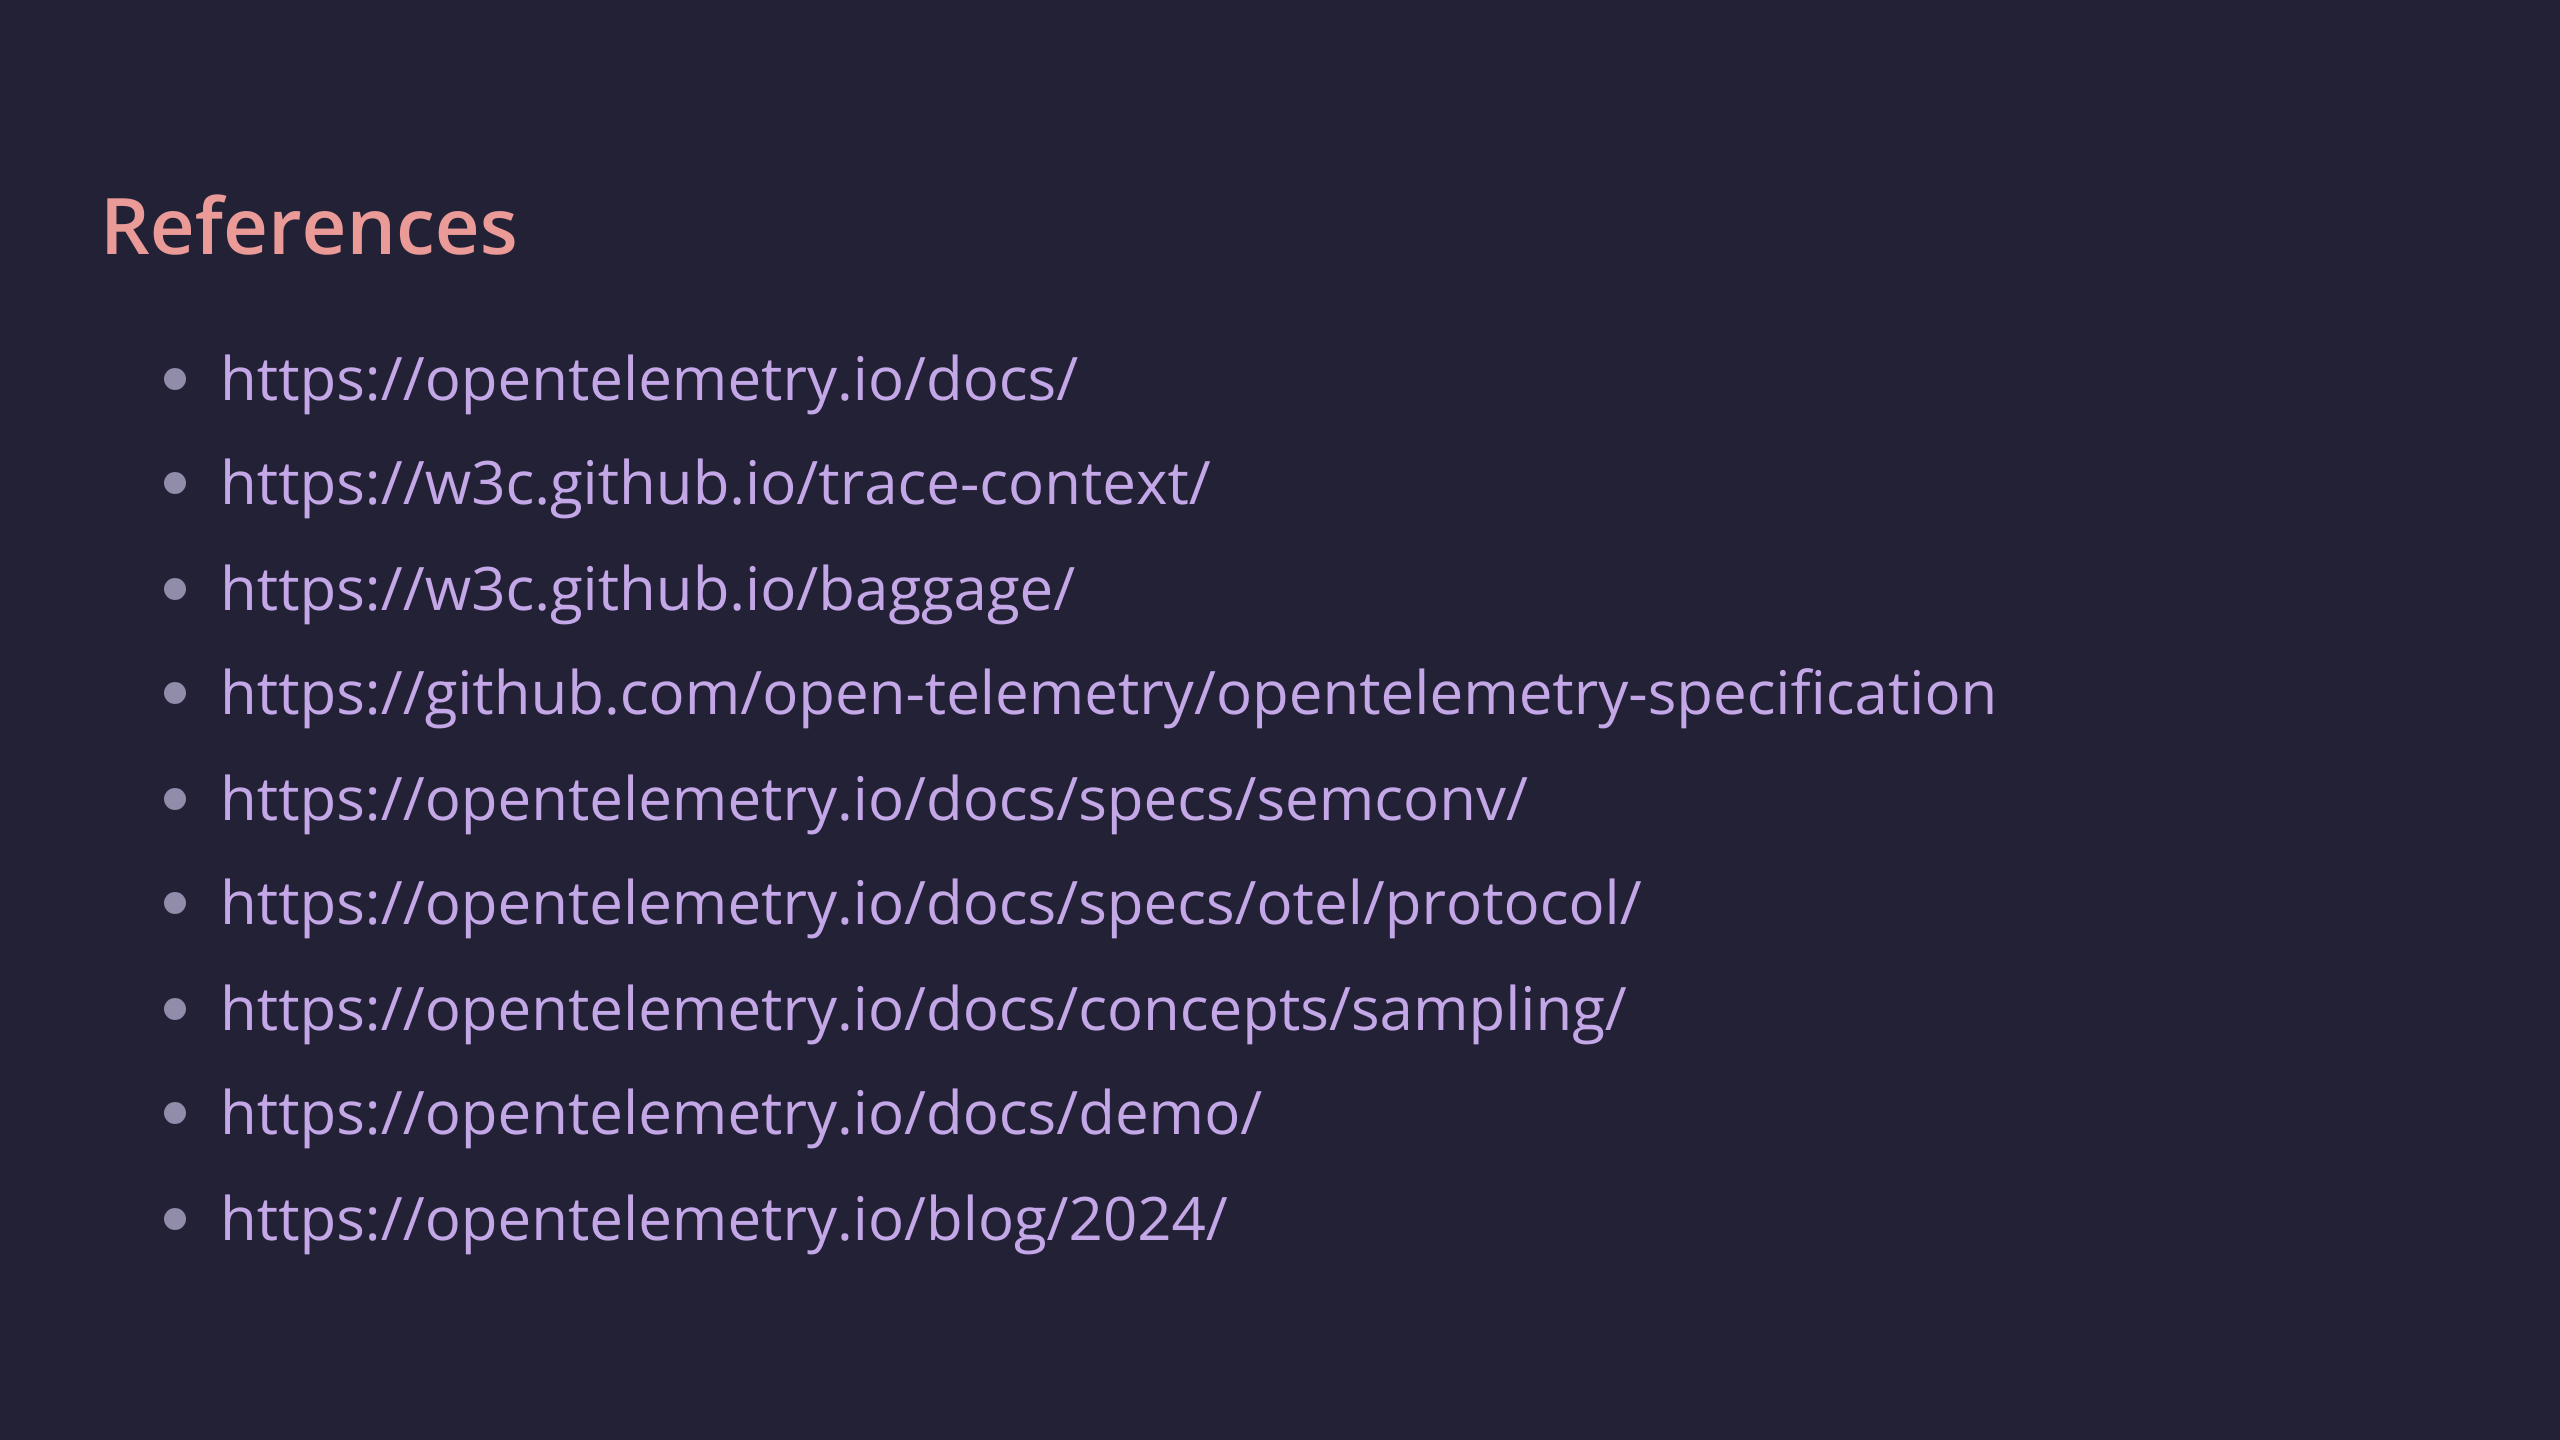 References
https://opentelemetry.io/docs/
https://w3c.github.io/trace-context/
https://w3c.github.io/baggage/
https://github.com/open-telemetry/opentelemetry-specification
https://opentelemetry.io/docs/specs/semconv/
https://opentelemetry.io/docs/specs/otel/protocol/
https://opentelemetry.io/docs/concepts/sampling/
https://opentelemetry.io/docs/demo/
https://opentelemetry.io/blog/2024/